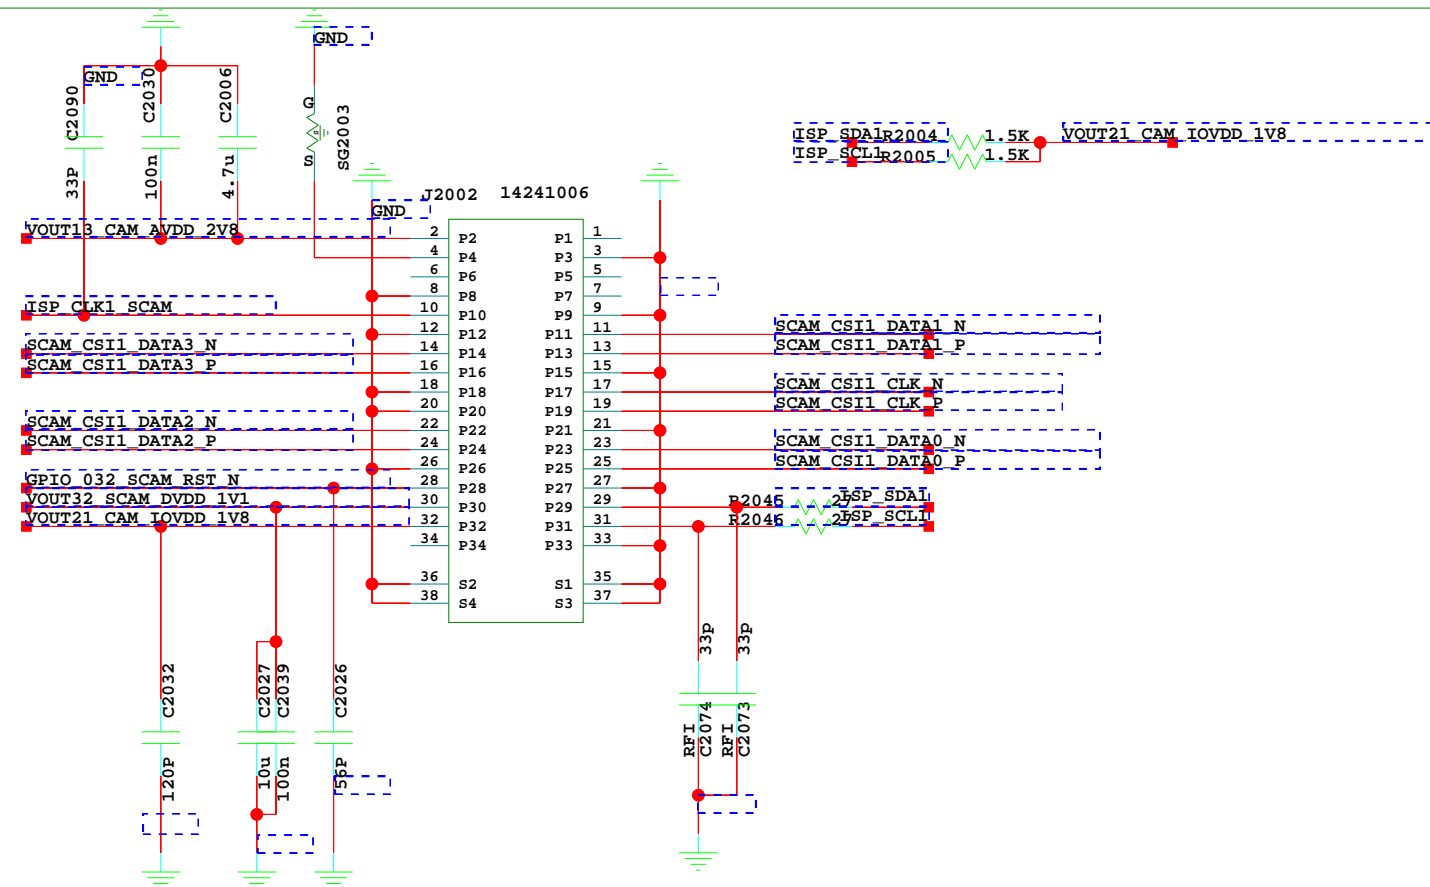 GND
GND
C2090
C2030
C2006
33P
100n
4.7u
G
S
SG2003
ISP_SDA1 R2004 1.5K VOUT21_CAM_IOVDD_1V8
ISP_SCL1 R2005 1.5K
J2002 14241006
GND
VOUT13_CAM_AVDD_2V8 2 P2 P1 1
4 P4 P3 3
6 P6 P5 5
8 P8 P7 7
ISP_CLK1_SCAM 10 P10 P9 9
12 P12 P11 11 SCAM_CSI1_DATA1_N
SCAM_CSI1_DATA3_N 14 P14 P13 13 SCAM_CSI1_DATA1_P
SCAM_CSI1_DATA3_P 16 P16 P15 15
18 P18 P17 17 SCAM_CSI1_CLK_N
20 P20 P19 19 SCAM_CSI1_CLK_P
SCAM_CSI1_DATA2_N 22 P22 P21 21
SCAM_CSI1_DATA2_P 24 P24 P23 23 SCAM_CSI1_DATA0_N
26 P26 P25 25 SCAM_CSI1_DATA0_P
GPIO_032_SCAM_RST_N 28 P28 P27 27
VOUT32_SCAM_DVDD_1V1 30 P30 P29 29 R2045 27 ISP_SDA1
VOUT21_CAM_IOVDD_1V8 32 P32 P31 31 R2046 27 ISP_SCL1
34 P34 P33 33
36 S2 S1 35
38 S4 S3 37
33p
33p
C2032
C2027
C2039
C2026
120P
10u
100n
56P
RFI
C2074
RFI
C2073